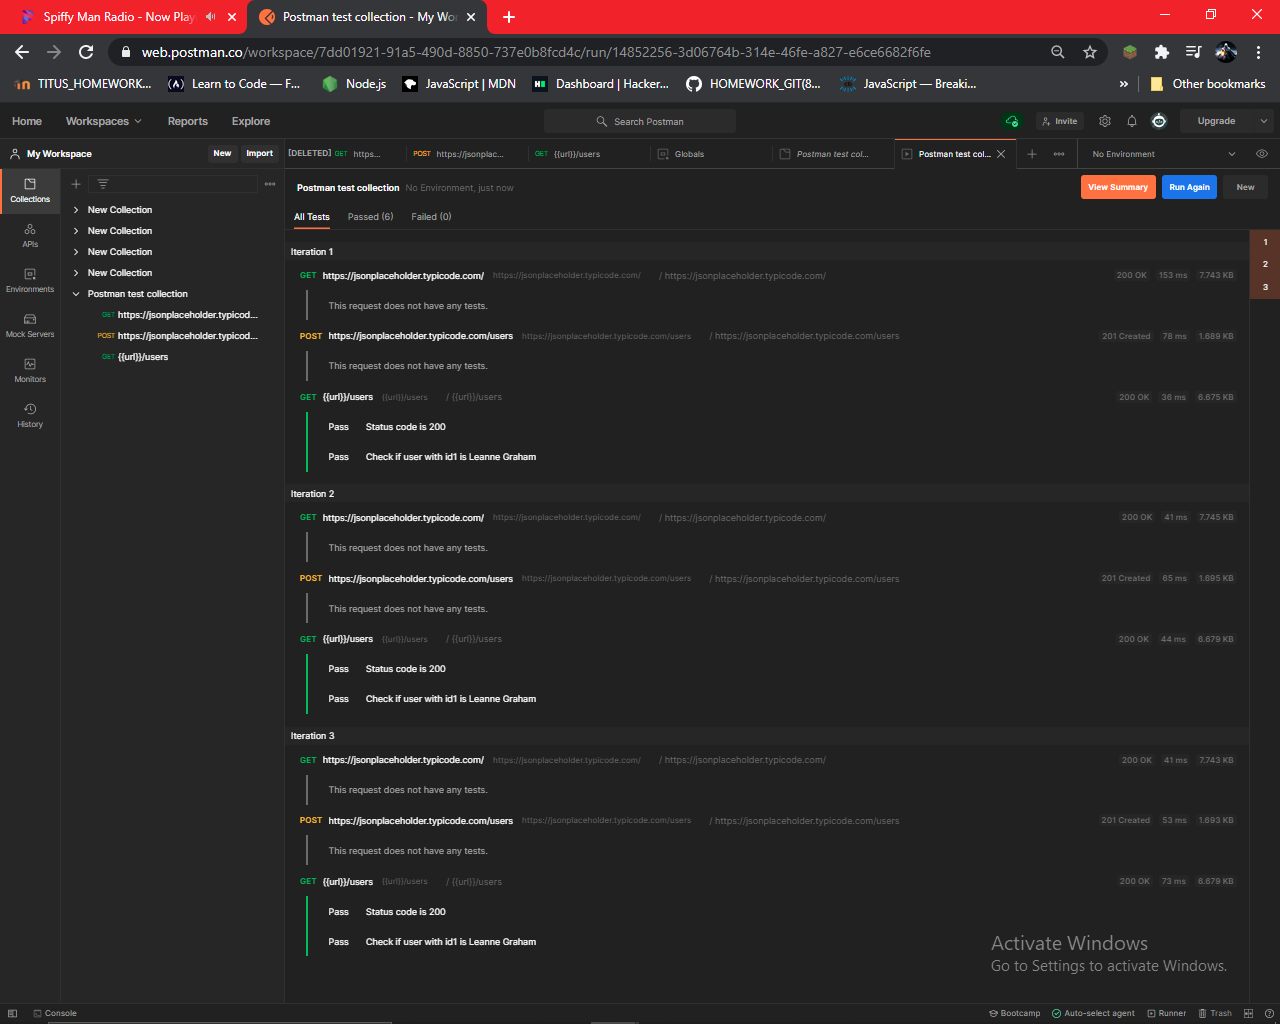 Spiffy Man Radio - Now Play
Postman test collection - My Wo
web.postman.co/workspace/7dd01921-91a5-490d-8850-737e0b8fcd4c/run/14852256-3d06764b-314e-46fe-a827-e6ce6682f6fe
TITUS_HOMEWORK... Learn to Code — F... Node.js JavaScript | MDN Dashboard | Hacker... HOMEWORK_GIT(8... JavaScript — Breaki... » Other bookmarks
Home Workspaces Reports Explore Search Postman Invite Upgrade
My Workspace New Import
[DELETED] GET https... POST https://jsonplac... GET {{url}}/users Globals Postman test col... Postman test col... No Environment
Collections
APIs
Environments
Mock Servers
Monitors
History
New Collection
New Collection
New Collection
New Collection
Postman test collection
GET https://jsonplaceholder.typicod...
POST https://jsonplaceholder.typicod...
GET {{url}}/users
Postman test collection No Environment, just now View Summary Run Again New
All Tests Passed (6) Failed (0)
1
2
3
Iteration 1
GET https://jsonplaceholder.typicode.com/ https://jsonplaceholder.typicode.com/ / https://jsonplaceholder.typicode.com/ 200 OK 153 ms 7.743 KB
This request does not have any tests.
POST https://jsonplaceholder.typicode.com/users https://jsonplaceholder.typicode.com/users / https://jsonplaceholder.typicode.com/users 201 Created 78 ms 1.689 KB
This request does not have any tests.
GET {{url}}/users {{url}}/users / {{url}}/users 200 OK 36 ms 6.675 KB
Pass Status code is 200
Pass Check if user with id1 is Leanne Graham
Iteration 2
GET https://jsonplaceholder.typicode.com/ https://jsonplaceholder.typicode.com/ / https://jsonplaceholder.typicode.com/ 200 OK 41 ms 7.745 KB
This request does not have any tests.
POST https://jsonplaceholder.typicode.com/users https://jsonplaceholder.typicode.com/users / https://jsonplaceholder.typicode.com/users 201 Created 65 ms 1.695 KB
This request does not have any tests.
GET {{url}}/users {{url}}/users / {{url}}/users 200 OK 44 ms 6.679 KB
Pass Status code is 200
Pass Check if user with id1 is Leanne Graham
Iteration 3
GET https://jsonplaceholder.typicode.com/ https://jsonplaceholder.typicode.com/ / https://jsonplaceholder.typicode.com/ 200 OK 41 ms 7.743 KB
This request does not have any tests.
POST https://jsonplaceholder.typicode.com/users https://jsonplaceholder.typicode.com/users / https://jsonplaceholder.typicode.com/users 201 Created 53 ms 1.693 KB
This request does not have any tests.
GET {{url}}/users {{url}}/users / {{url}}/users 200 OK 73 ms 6.679 KB
Pass Status code is 200
Pass Check if user with id1 is Leanne Graham
Activate Windows
Go to Settings to activate Windows.
Console Bootcamp Auto-select agent Runner Trash